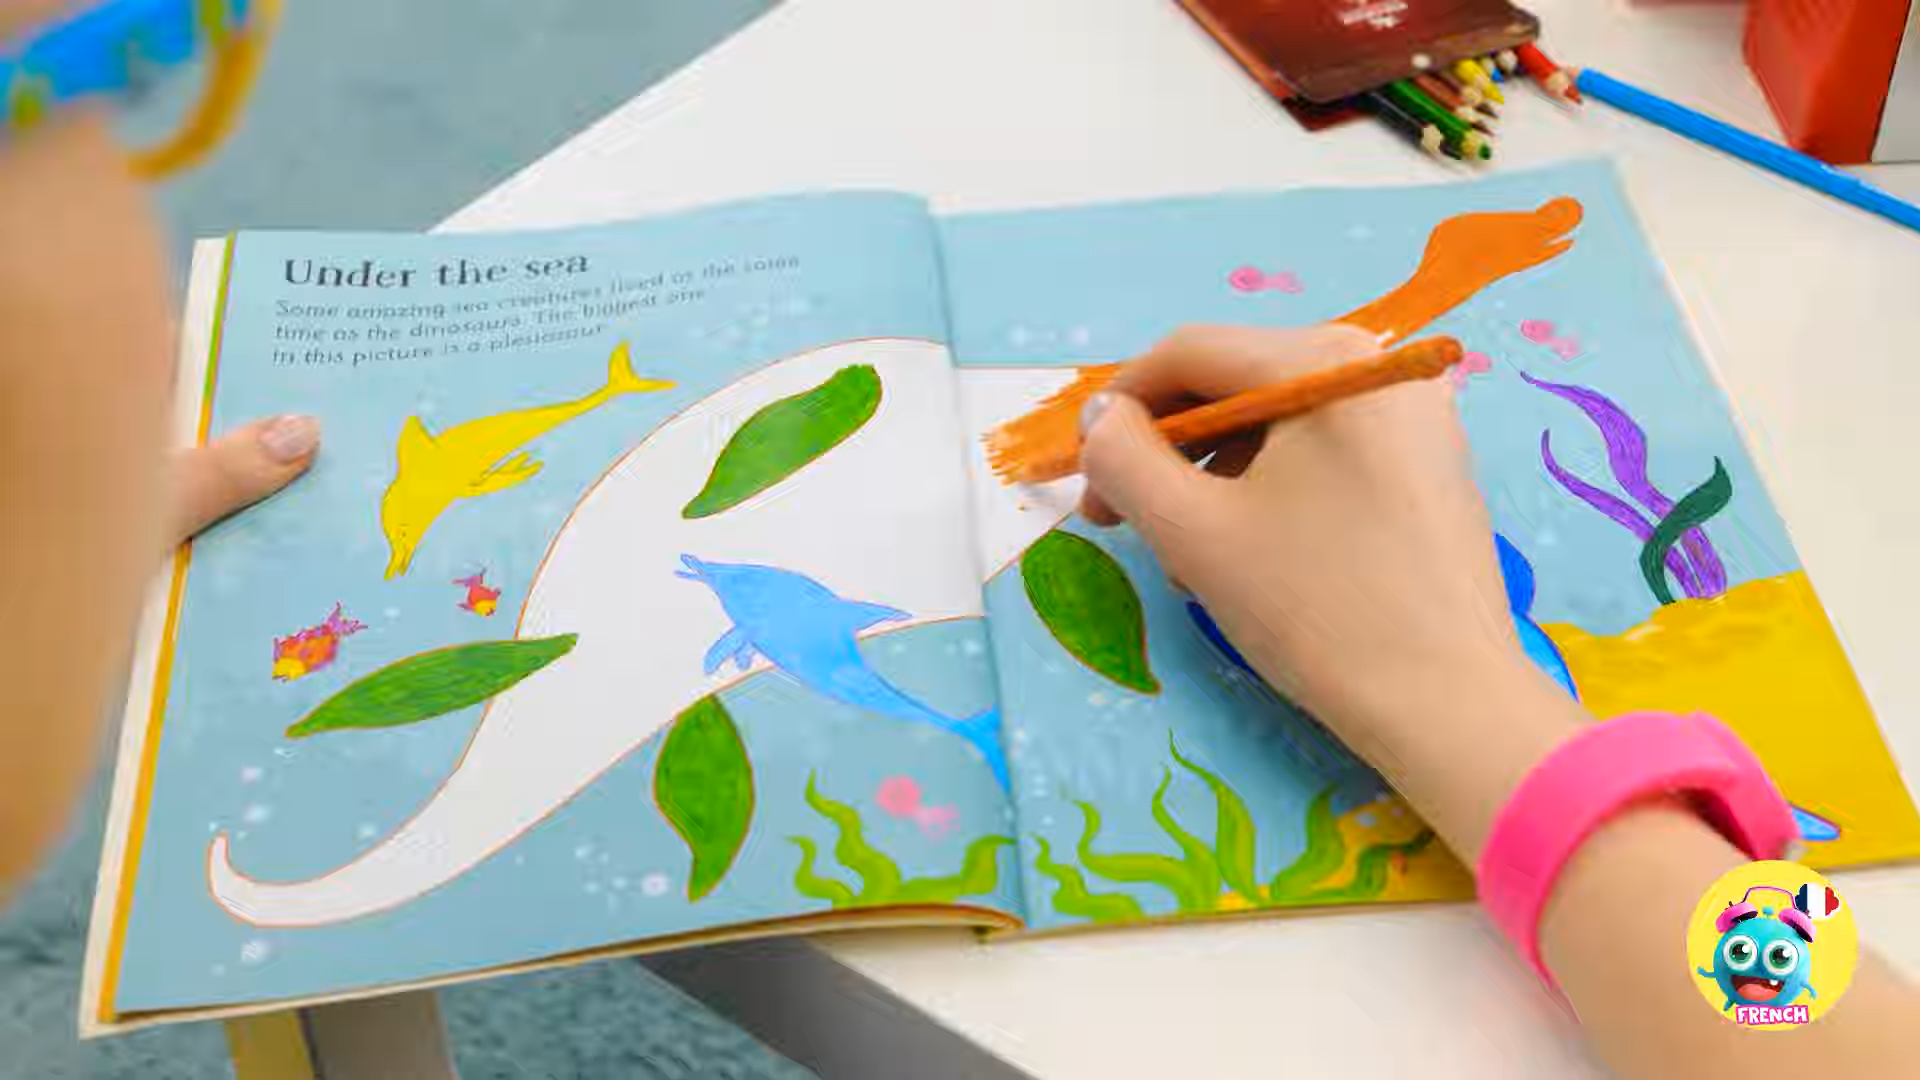 Under the sea
Some amazing sea creatures lived at the same
time as the dinosaurs. The biggest one
in this picture is a plesiosaur
FRENCH